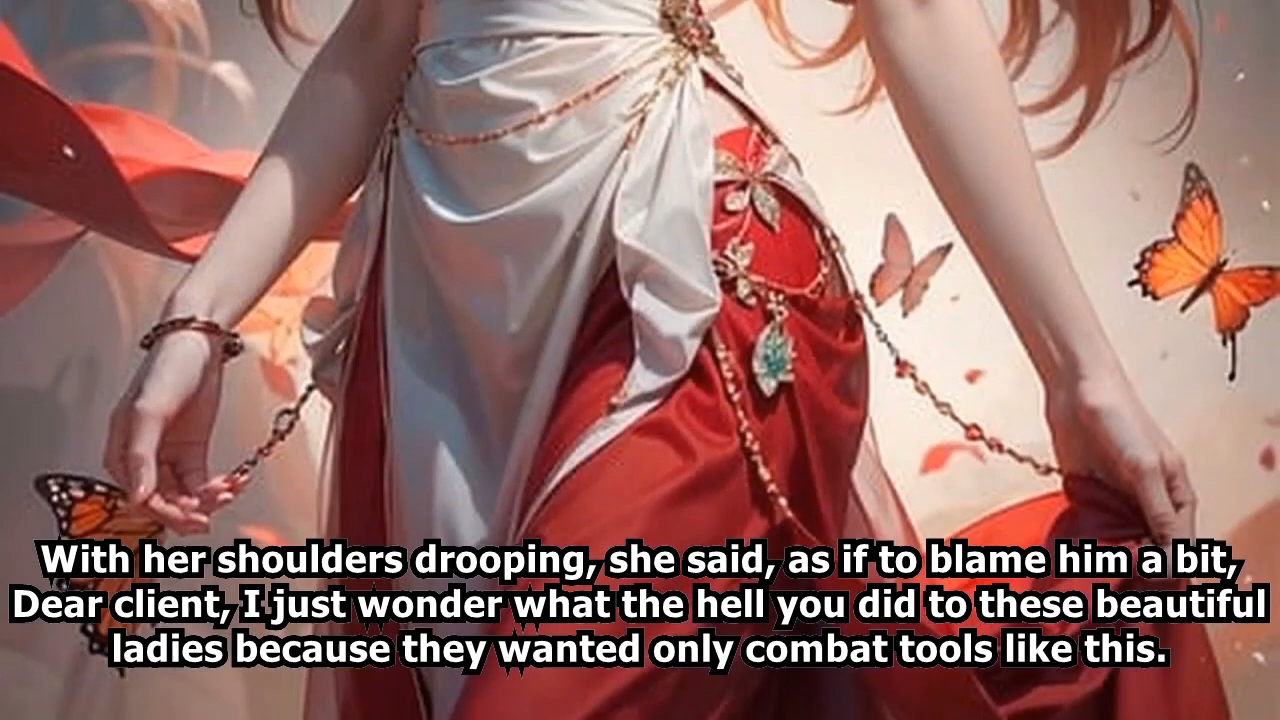 With her shoulders drooping, she said, as if to blame him a bit,
Dear client, I just wonder what the hell you did to these beautiful
ladies because they wanted only combat tools like this.